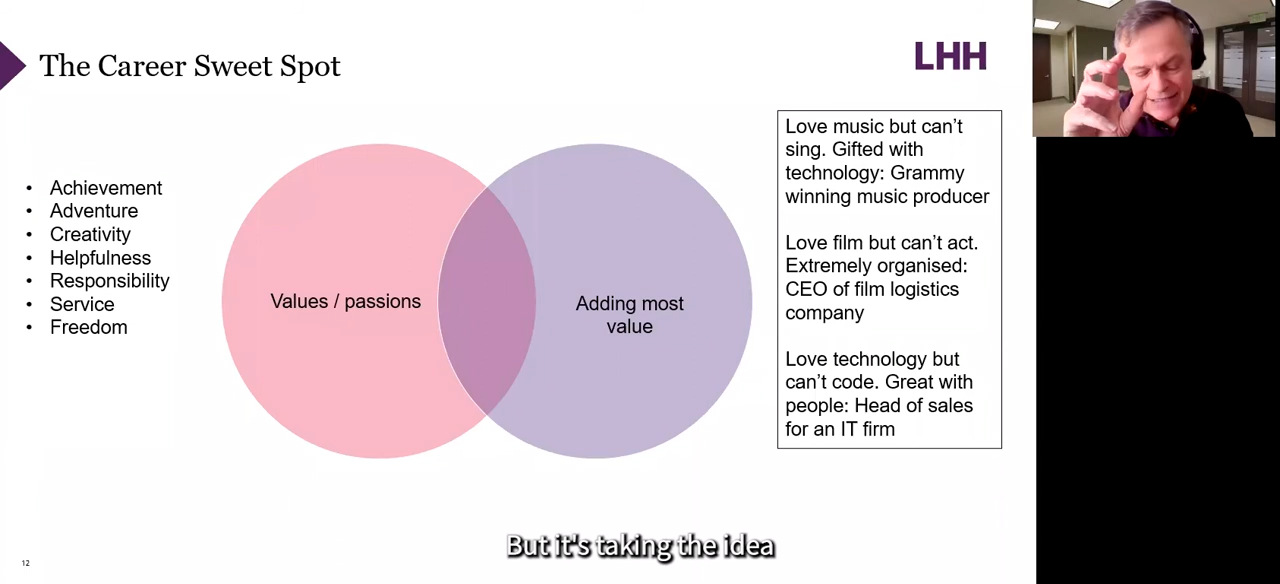 The Career Sweet Spot
LHH
• Achievement
• Adventure
• Creativity
• Helpfulness
• Responsibility
• Service
• Freedom
Values / passions
Adding most
value
Love music but can’t
sing. Gifted with
technology: Grammy
winning music producer
Love film but can’t act.
Extremely organised:
CEO of film logistics
company
Love technology but
can’t code. Great with
people: Head of sales
for an IT firm
But it's taking the idea
12